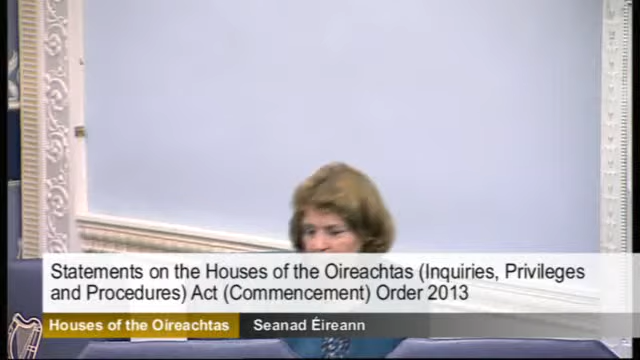 Statements on the Houses of the Oireachtas (Inquiries, Privileges
and Procedures) Act (Commencement) Order 2013
Houses of the Oireachtas Seanad Éireann